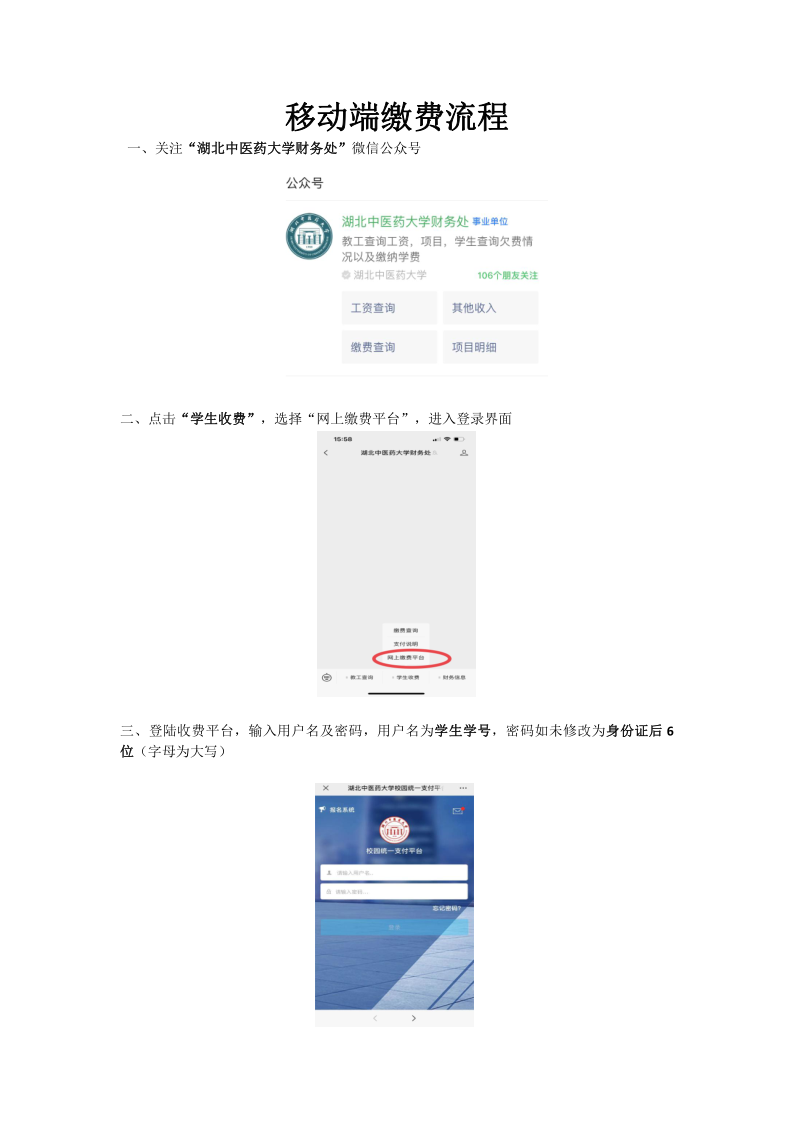 移动端缴费流程
一、关注“湖北中医药大学财务处”微信公众号
公众号
湖北中医药大学财务处 事业单位
教工查询工资，项目，学生查询欠费情
况以及缴纳学费
湖北中医药大学 106个朋友关注
工资查询 其他收入
缴费查询 项目明细
二、点击“学生收费”，选择“网上缴费平台”，进入登录界面
15:58
湖北中医药大学财务处
缴费查询
支付说明
网上缴费平台
教工查询 学生收费 财务信息
三、登陆收费平台，输入用户名及密码，用户名为学生学号，密码如未修改为身份证后 6
位（字母为大写）
湖北中医药大学校园统一支付平
报名系统
校园统一支付平台
请输入用户名...
请输入密码...
忘记密码?